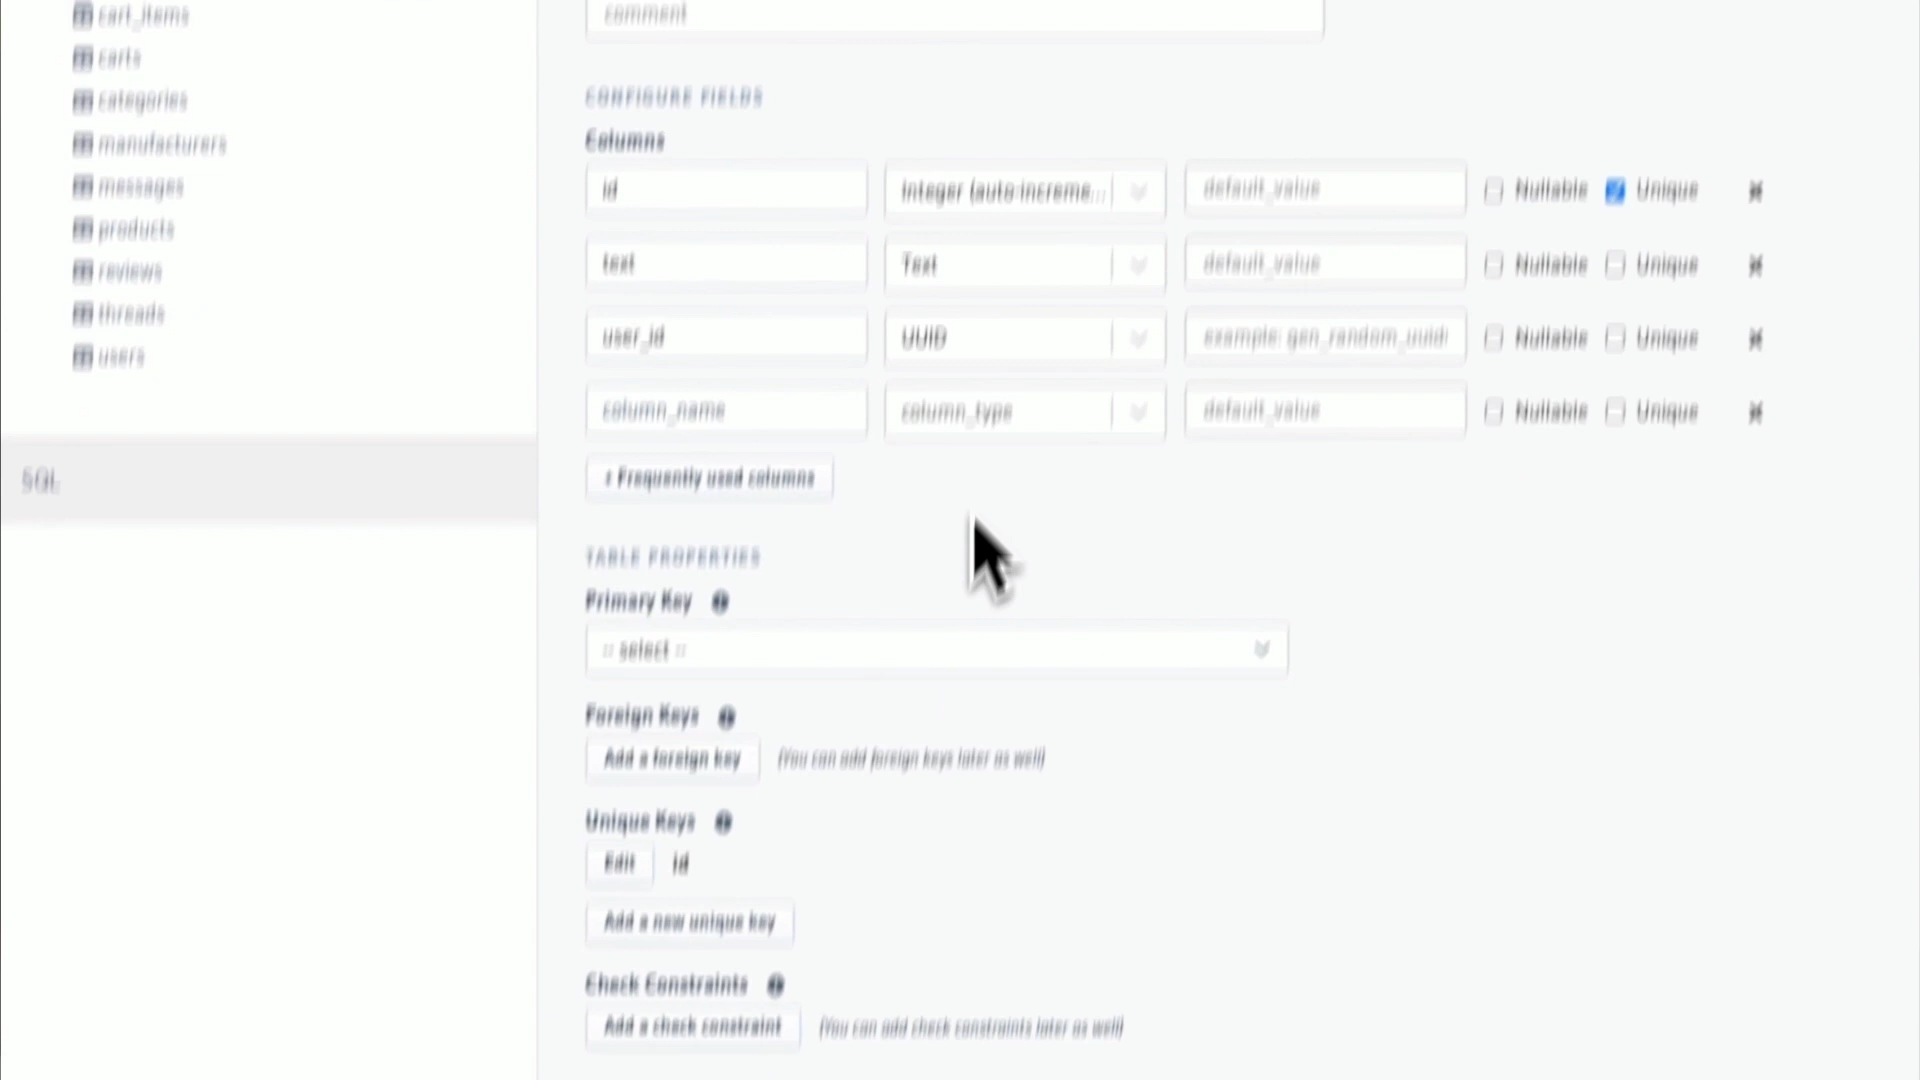 cart_items
carts
categories
manufacturers
messages
products
reviews
threads
users
SQL
comment
CONFIGURE FIELDS
Columns
id Integer (auto-increme... default_value Nullable Unique
text Text default_value Nullable Unique
user_id UUID example: gen_random_uuid( Nullable Unique
column_name column_type default_value Nullable Unique
+ Frequently used columns
TABLE PROPERTIES
Primary Key
-- select --
Foreign Keys
Add a foreign key (You can add foreign keys later as well)
Unique Keys
Edit id
Add a new unique key
Check Constraints
Add a check constraint (You can add check constraints later as well)